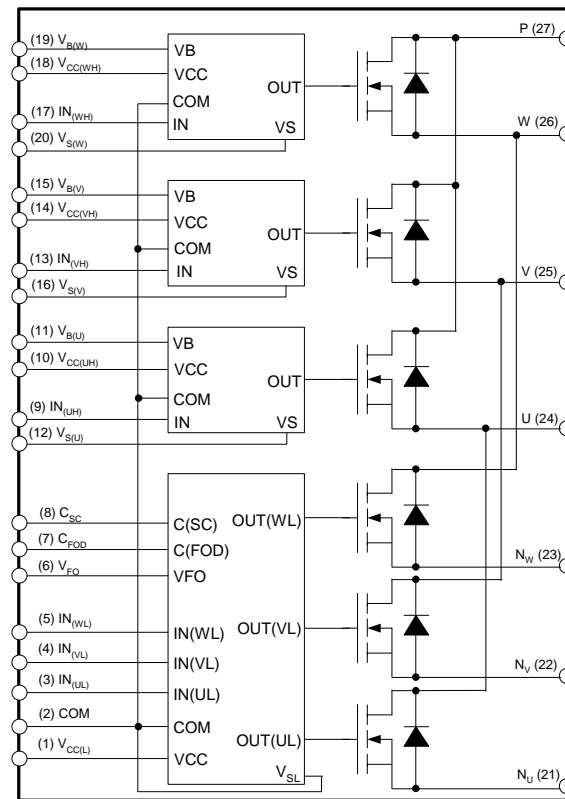 (19) VB(W)
(18) VCC(WH)
(17) IN(WH)
(20) VS(W)
VB
VCC
COM
IN
OUT
VS
P (27)
W (26)
(15) VB(V)
(14) VCC(VH)
(13) IN(VH)
(16) VS(V)
VB
VCC
COM
IN
OUT
VS
V (25)
(11) VB(U)
(10) VCC(UH)
(9) IN(UH)
(12) VS(U)
VB
VCC
COM
IN
OUT
VS
U (24)
(8) CSC
(7) CFOD
(6) VFO
(5) IN(WL)
(4) IN(VL)
(3) IN(UL)
(2) COM
(1) VCC(L)
C(SC)
C(FOD)
VFO
IN(WL)
IN(VL)
IN(UL)
COM
VCC
OUT(WL)
OUT(VL)
OUT(UL)
VSL
NW (23)
NV (22)
NU (21)